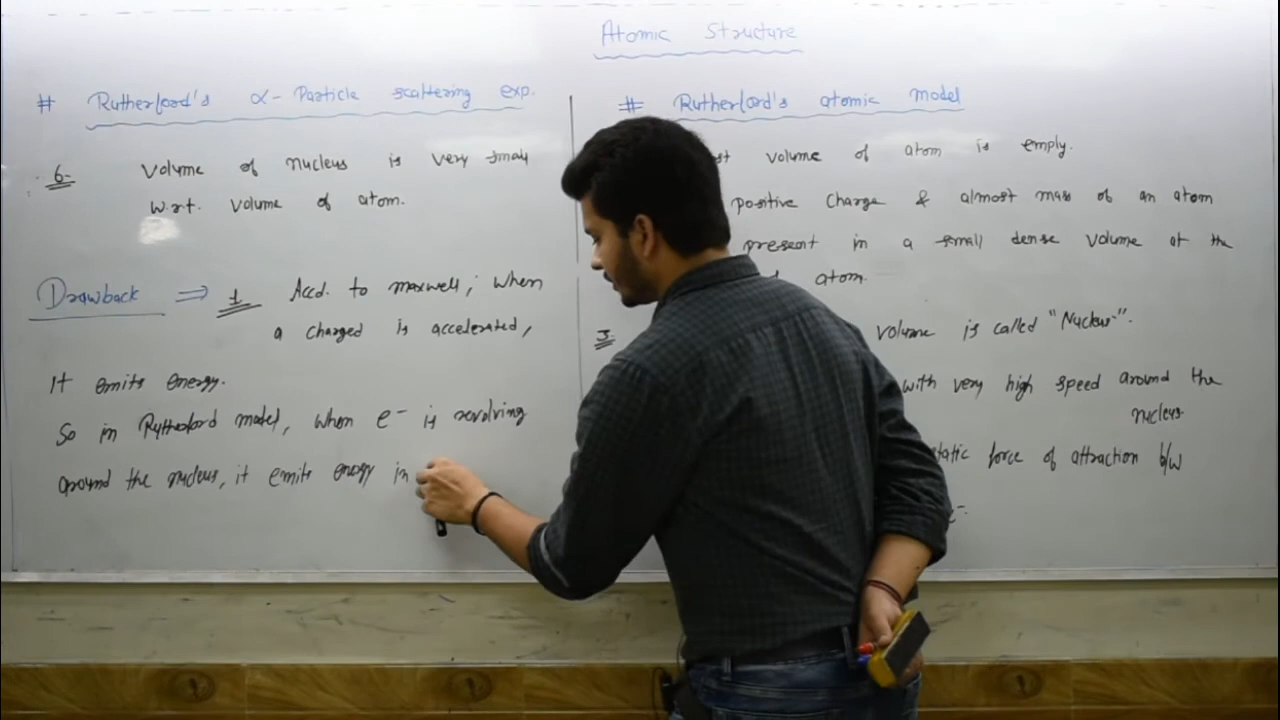 Atomic Structure
# Rutherford's α-Particle scattering exp.
6- Volume of nucleus is very small
w.r.t. volume of atom.
Drawback ⇒ 1 Accd. to maxwell, when
a charged is accelerated,
It emits energy.
So in Rutherford model, when e- is revolving
around the nucleus, it emits energy in
# Rutherford's atomic model
volume of atom is emply.
positive charge & almost mass of an atom
present in a small dense volume at the
atom.
3 volume is called "Nucleus".
with very high speed around the
nucleus
force of attraction b/w
e-